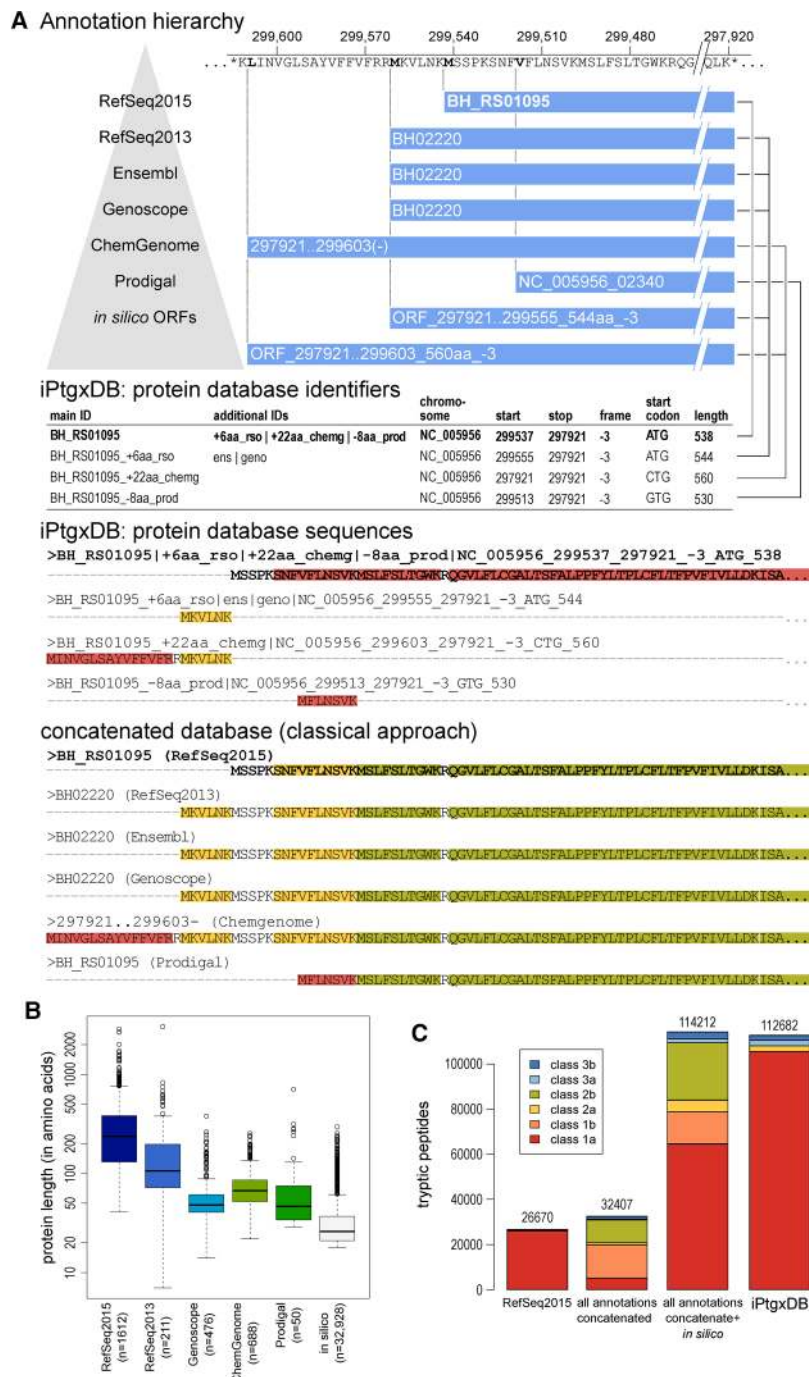 A Annotation hierarchy
299,600 299,570 299,540 299,510 299,480 297,920
...*KLINVGLSAYVFFVFRRMKVLNKMSSPKSNFVFLNSVKMSLFSLTGWKRQG QLK*...
RefSeq2015
BH_RS01095
RefSeq2013
BH02220
Ensembl
BH02220
Genoscope
BH02220
ChemGenome
297921..299603(-)
Prodigal
NC_005956_02340
in silico ORFs
ORF_297921..299555_544aa_-3
ORF_297921..299603_560aa_-3
iPtgxDB: protein database identifiers
main ID additional IDs chromo-some start stop frame start codon length
BH_RS01095 +6aa_rso | +22aa_chemg | -8aa_prod NC_005956 299537 297921 -3 ATG 538
BH_RS01095_+6aa_rso ens | geno NC_005956 299555 297921 -3 ATG 544
BH_RS01095_+22aa_chemg NC_005956 297921 297921 -3 CTG 560
BH_RS01095_-8aa_prod NC_005956 299513 297921 -3 GTG 530
iPtgxDB: protein database sequences
>BH_RS01095|+6aa_rso|+22aa_chemg|-8aa_prod|NC_005956_299537_297921_-3_ATG_538
MSSPKSNFVFLNSVKMSLFSLTGWKRQGVLFLCGALTSFALPPFYLTPLCFLTFPVFTIVLLDKISA...
>BH_RS01095_+6aa_rso|ens|geno|NC_005956_299555_297921_-3_ATG_544
MKVLNK ...
>BH_RS01095_+22aa_chemg|NC_005956_299603_297921_-3_CTG_560
MINVGLSAYVFFVFRRMKVLNK ...
>BH_RS01095_-8aa_prod|NC_005956_299513_297921_-3_GTG_530
MFLNSVK ...
concatenated database (classical approach)
>BH_RS01095 (RefSeq2015)
MSSPKSNFVFLNSVKMSLFSLTGWKRQGVLFLCGALTSFALPPFYLTPLCFLTFPVFTIVLLDKISA...
>BH02220 (RefSeq2013)
MKVLNKMSSPKSNFVFLNSVKMSLFSLTGWKRQGVLFLCGALTSFALPPFYLTPLCFLTFPVFTIVLLDKISA...
>BH02220 (Ensembl)
MKVLNKMSSPKSNFVFLNSVKMSLFSLTGWKRQGVLFLCGALTSFALPPFYLTPLCFLTFPVFTIVLLDKISA...
>BH02220 (Genoscope)
MKVLNKMSSPKSNFVFLNSVKMSLFSLTGWKRQGVLFLCGALTSFALPPFYLTPLCFLTFPVFTIVLLDKISA...
>297921..299603- (Chemgenome)
MINVGLSAYVFFVFRRMKVLNKMSSPKSNFVFLNSVKMSLFSLTGWKRQGVLFLCGALTSFALPPFYLTPLCFLTFPVFTIVLLDKISA...
>BH_RS01095 (Prodigal)
MFLNSVKMSLFSLTGWKRQGVLFLCGALTSFALPPFYLTPLCFLTFPVFTIVLLDKISA...
B
protein length (in amino acids)
2000
1000
500
200
100
50
20
10
RefSeq2015 (n=1612)
RefSeq2013 (n=211)
Genoscope (n=476)
ChemGenome (n=688)
Prodigal (n=50)
in silico (n=32,928)
C
tryptic peptides
100000
80000
60000
40000
20000
0
class 3b
class 3a
class 2b
class 2a
class 1b
class 1a
26670
32407
114212
112682
RefSeq2015
all annotations concatenated
all annotations concatenate+ in silico
iPtgxDB